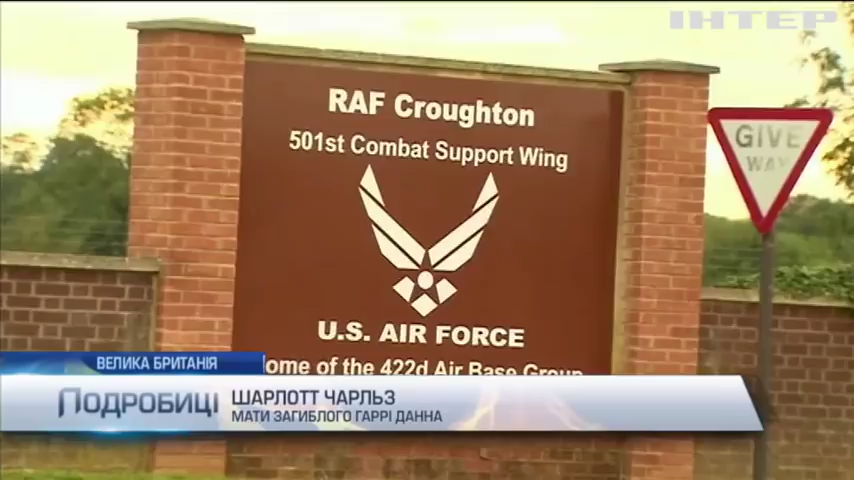 ІНТЕР
RAF Croughton
501st Combat Support Wing
GIVE
WAY
U.S. AIR FORCE
ome of the 422d Air Base Group
ВЕЛИКА БРИТАНІЯ
ПОДРОБИЦІ
ШАРЛОТТ ЧАРЛЬЗ
МАТИ ЗАГИБЛОГО ГАРРІ ДАННА